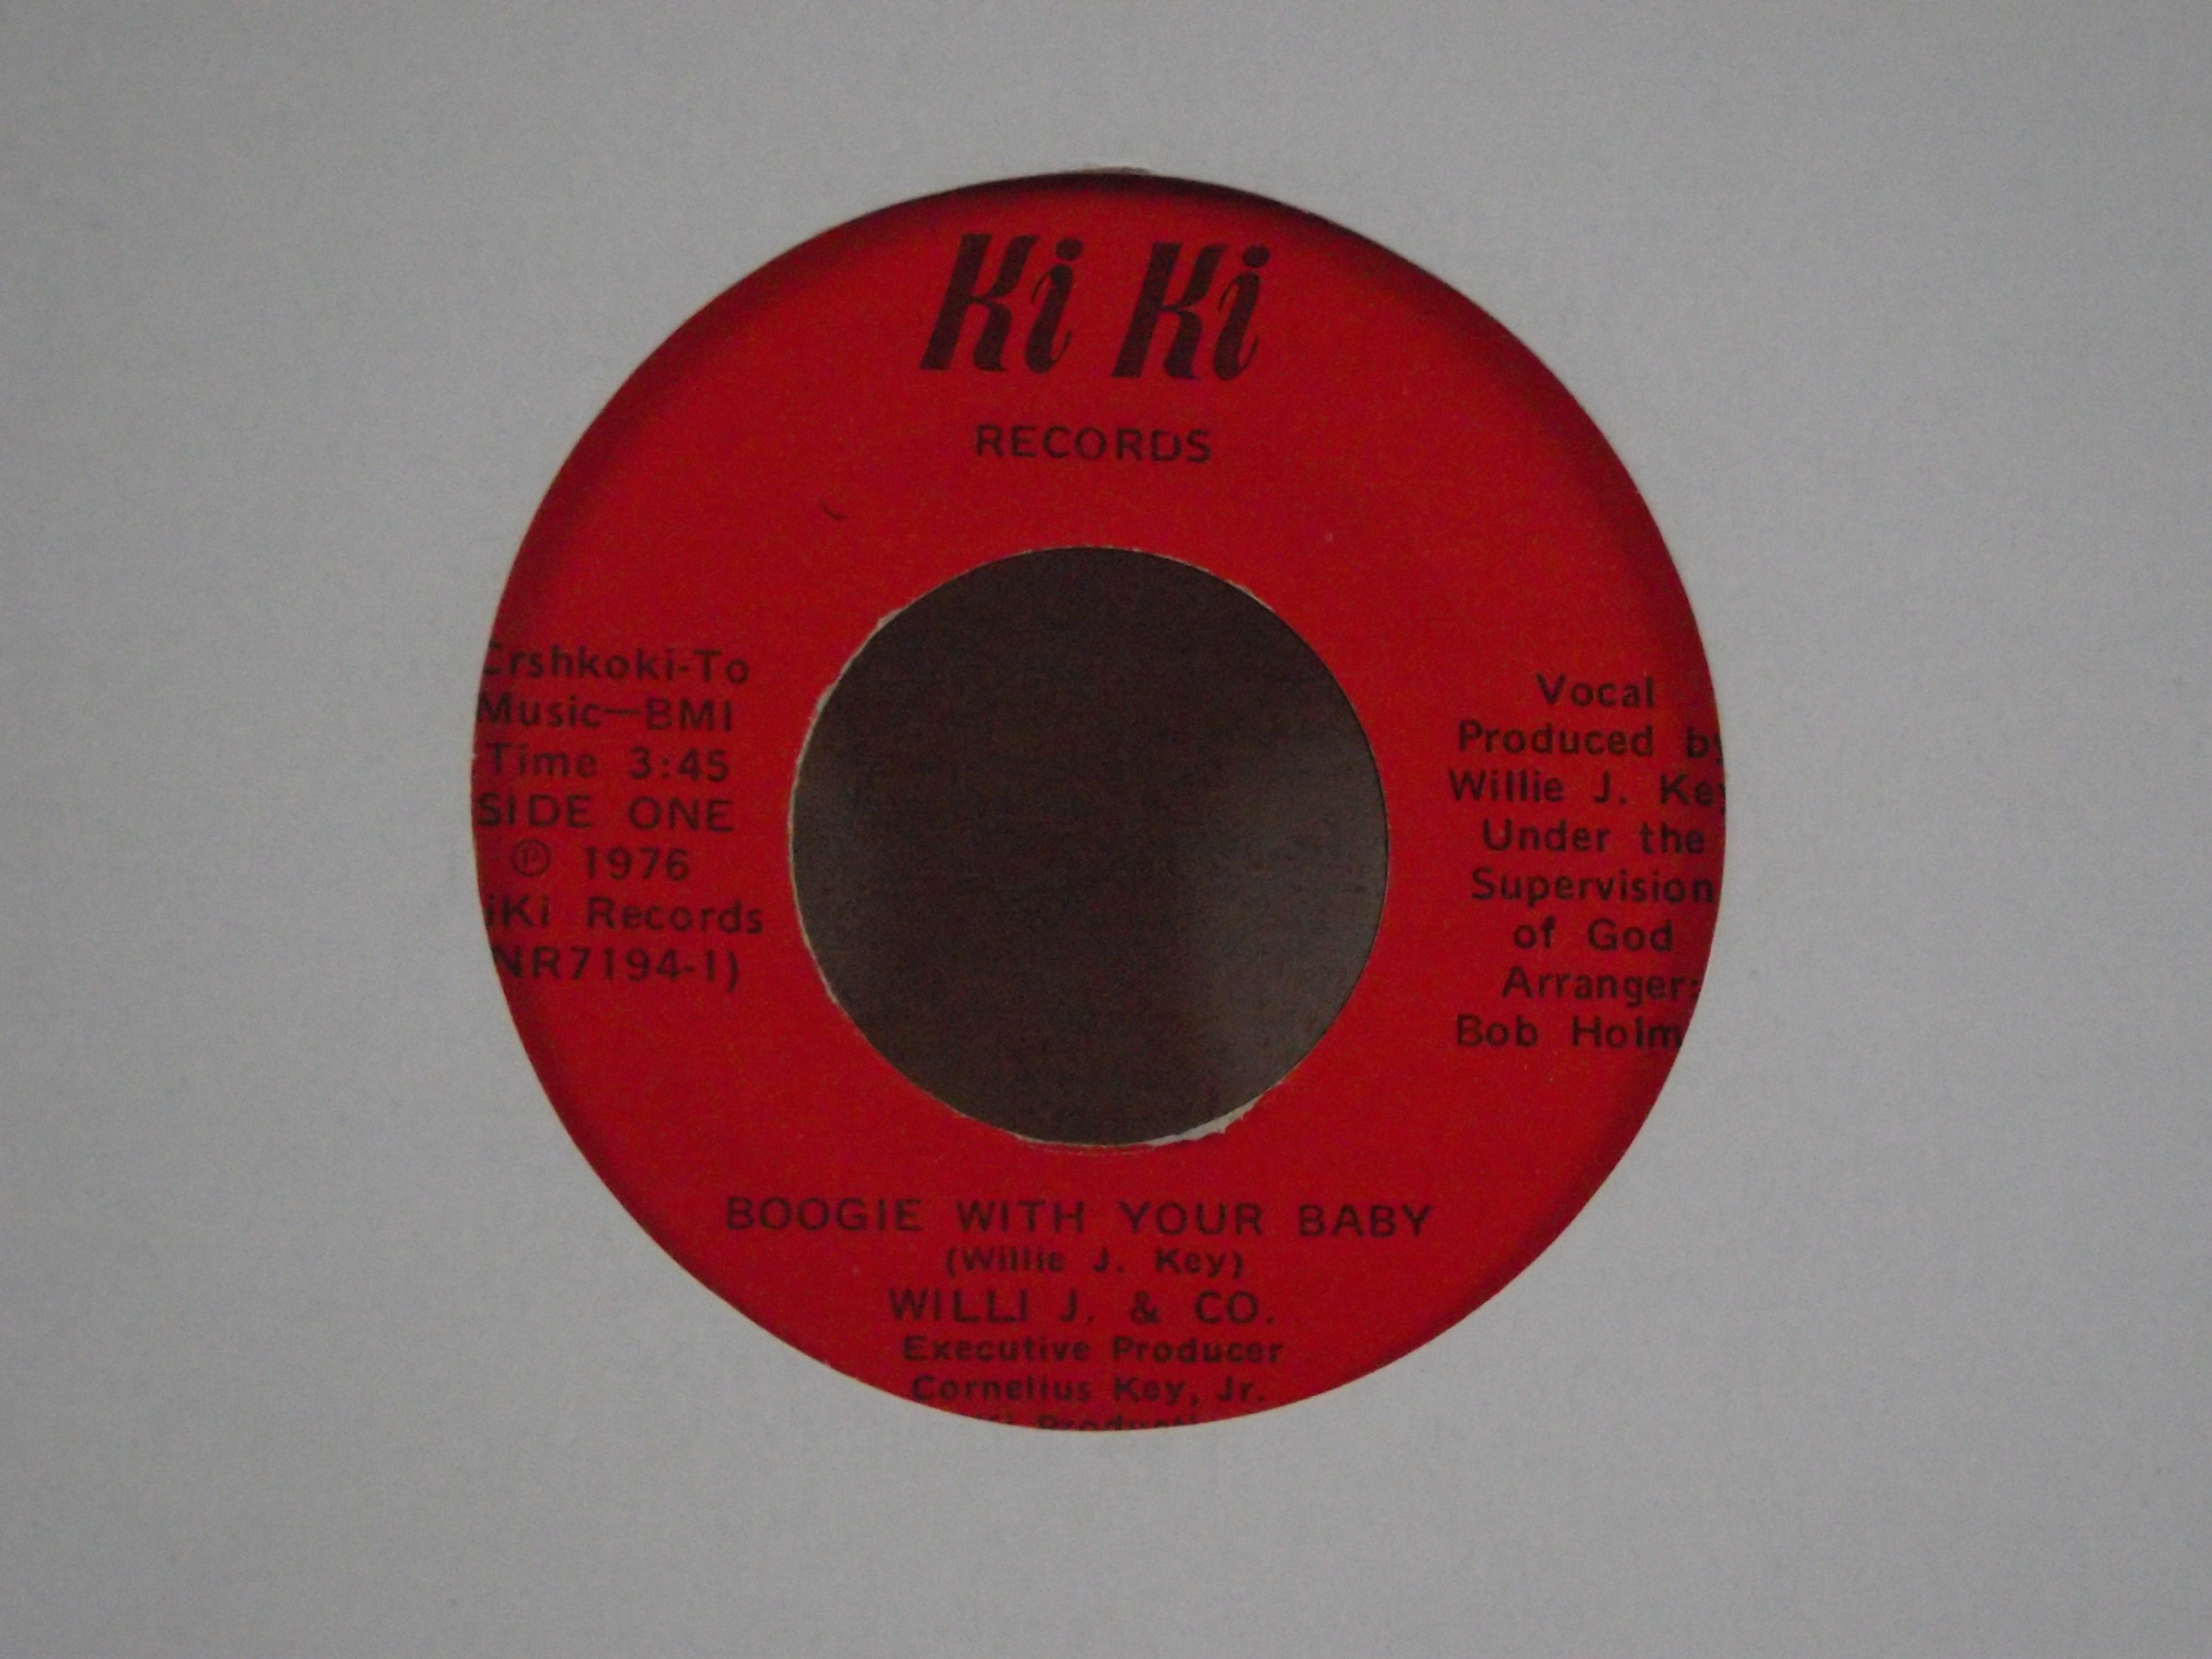 Ki Ki
RECORDS
Crshkoki-To
Music—BMI
Time 3:45
SIDE ONE
℗ 1976
iKi Records
NR7194-1)
Vocal
Produced by
Willie J. Key
Under the
Supervision
of God
Arranger:
Bob Holm
BOOGIE WITH YOUR BABY
(Willie J. Key)
WILLI J. & CO.
Executive Producer
Cornelius Key, Jr.